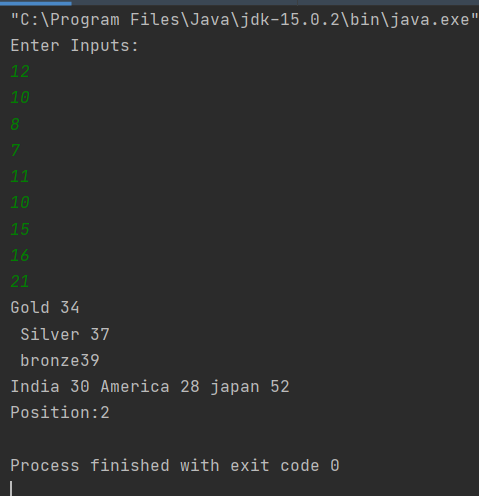 "C:\Program Files\Java\jdk-15.0.2\bin\java.exe"
Enter Inputs:
12
10
8
7
11
10
15
16
21
Gold 34
 Silver 37
 bronze39
India 30 America 28 japan 52
Position:2
Process finished with exit code 0